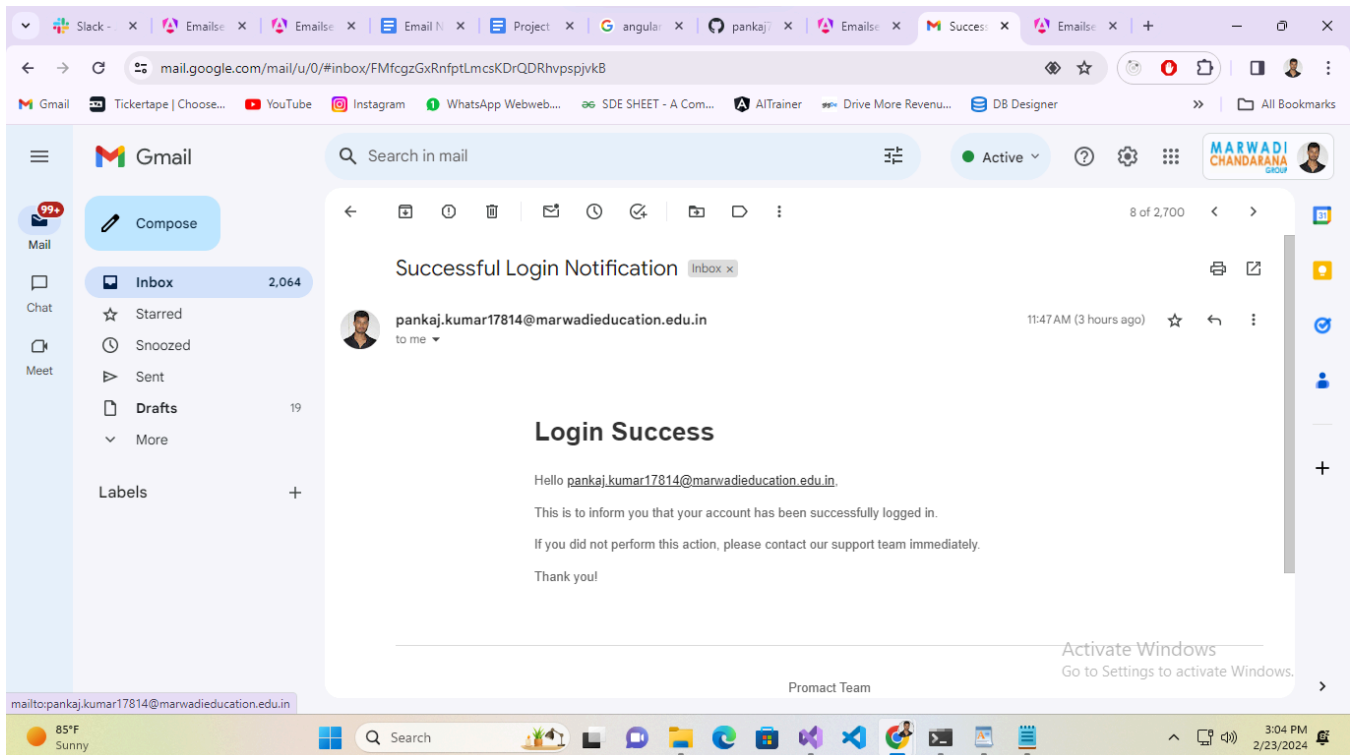 Slack -
Emailse
Emailse
Email N
Project
angular
pankaj7
Emailse
Success
Emailse
mail.google.com/mail/u/0/#inbox/FMfcgzGxRnfptLmcsKDrQDRhvpspjvkB
Gmail
Tickertape | Choose...
YouTube
Instagram
WhatsApp Webweb....
SDE SHEET - A Com...
AITrainer
Drive More Revenu...
DB Designer
All Bookmarks
Gmail
Search in mail
Active
MARWADI
CHANDARANA
GROUP
99+
Mail
Chat
Meet
Compose
Inbox 2,064
Starred
Snoozed
Sent
Drafts 19
More
Labels
8 of 2,700
31
Successful Login Notification Inbox x
pankaj.kumar17814@marwadieducation.edu.in 11:47 AM (3 hours ago)
to me
Login Success
Hello pankaj.kumar17814@marwadieducation.edu.in,
This is to inform you that your account has been successfully logged in.
If you did not perform this action, please contact our support team immediately.
Thank you!
Promact Team
Activate Windows
Go to Settings to activate Windows.
mailto:pankaj.kumar17814@marwadieducation.edu.in
85°F
Sunny
Search
3:04 PM
2/23/2024